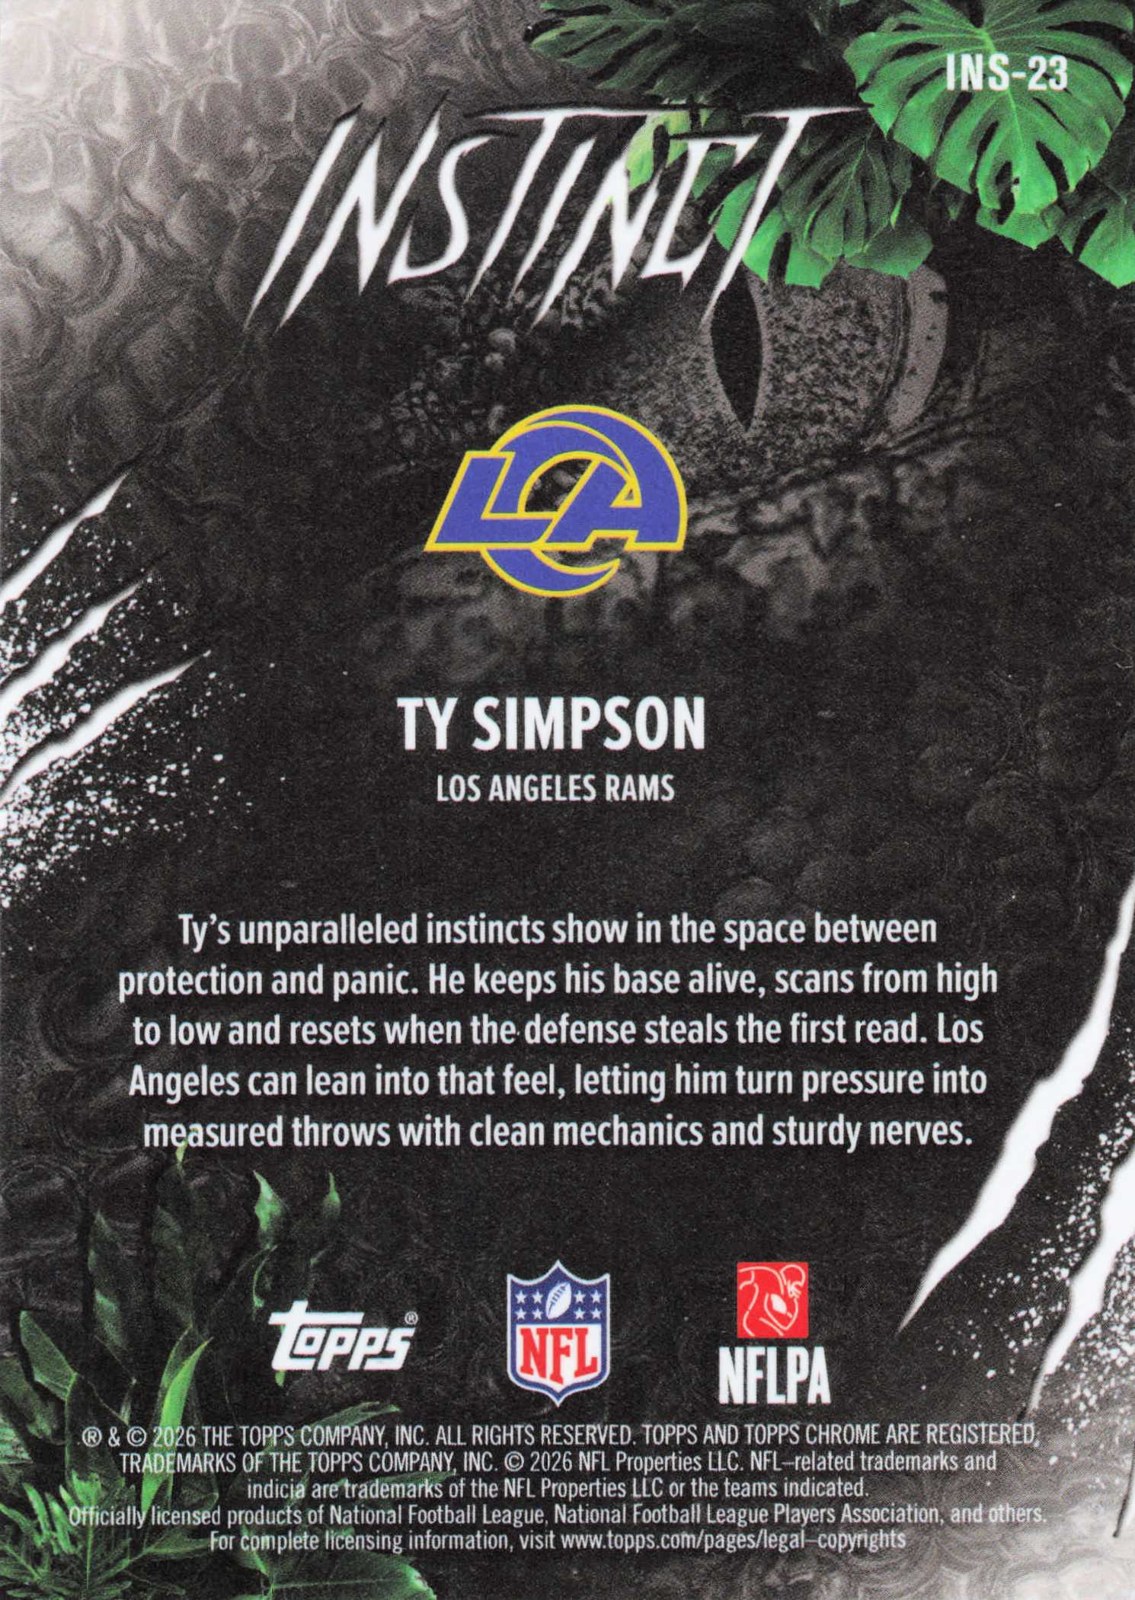 INS-23
INSTINCT
LA
TY SIMPSON
LOS ANGELES RAMS
Ty's unparalleled instincts show in the space between
protection and panic. He keeps his base alive, scans from high
to low and resets when the defense steals the first read. Los
Angeles can lean into that feel, letting him turn pressure into
measured throws with clean mechanics and sturdy nerves.
topps®
NFL
NFLPA
® & © 2026 THE TOPPS COMPANY, INC. ALL RIGHTS RESERVED. TOPPS AND TOPPS CHROME ARE REGISTERED
TRADEMARKS OF THE TOPPS COMPANY, INC. © 2026 NFL Properties LLC. NFL-related trademarks and
indicia are trademarks of the NFL Properties LLC or the teams indicated.
Officially licensed products of National Football League, National Football League Players Association, and others.
For complete licensing information, visit www.topps.com/pages/legal-copyrights